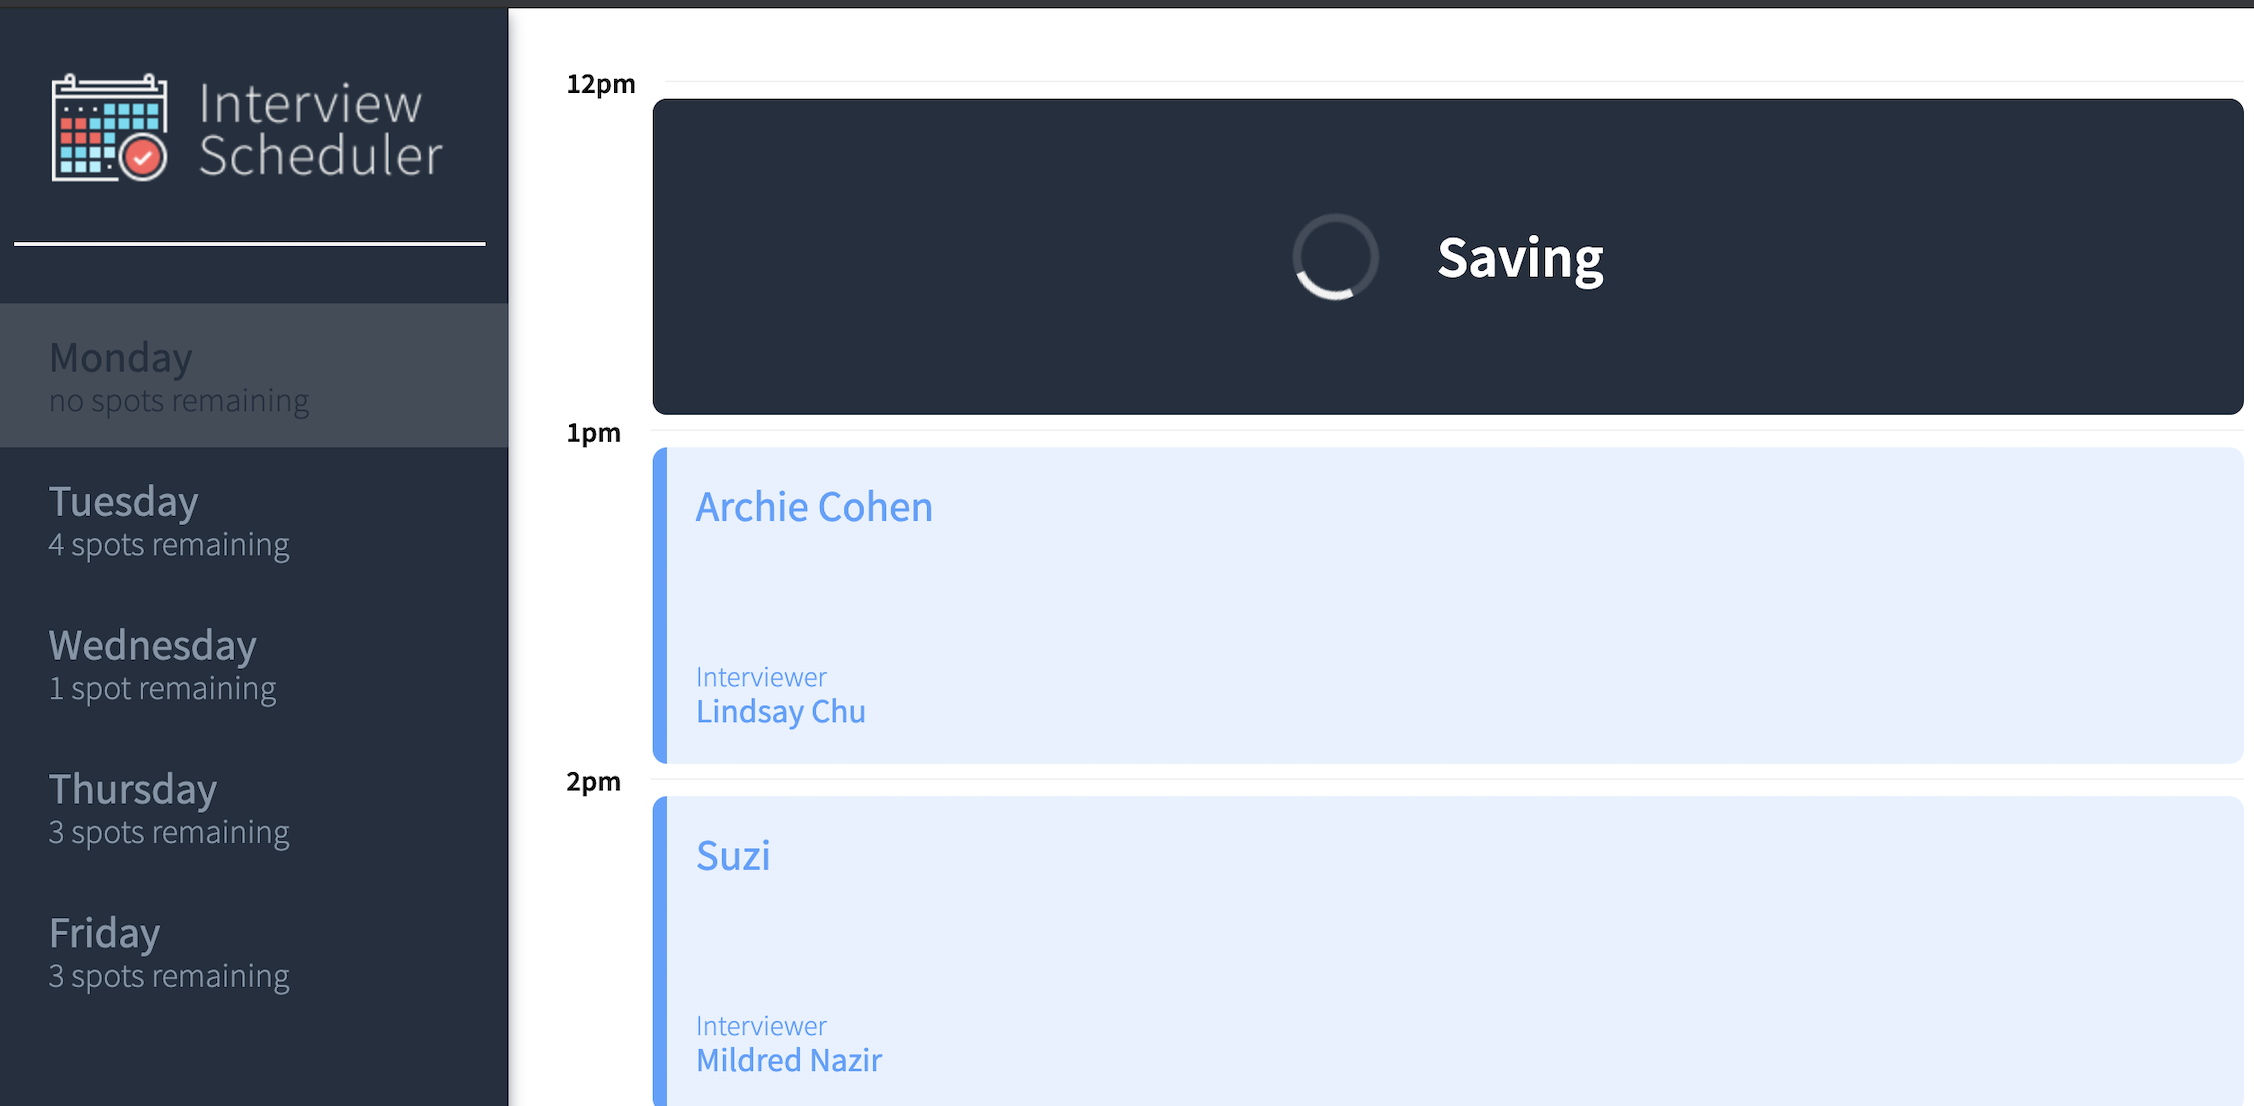 Interview
Scheduler
Monday
no spots remaining
Tuesday
4 spots remaining
Wednesday
1 spot remaining
Thursday
3 spots remaining
Friday
3 spots remaining
12pm
Saving
1pm
Archie Cohen
Interviewer
Lindsay Chu
2pm
Suzi
Interviewer
Mildred Nazir